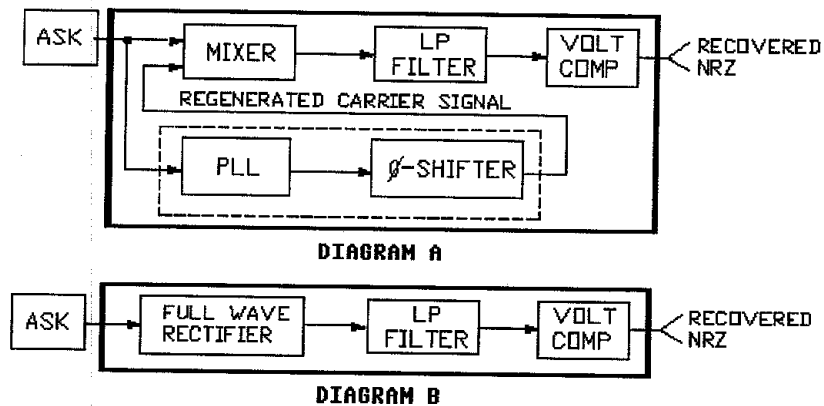 ASK
MIXER
LP
FILTER
VOLT
COMP
RECOVERED
NRZ
REGENERATED CARRIER SIGNAL
PLL
Ø-SHIFTER
DIAGRAM A
ASK
FULL WAVE
RECTIFIER
LP
FILTER
VOLT
COMP
RECOVERED
NRZ
DIAGRAM B